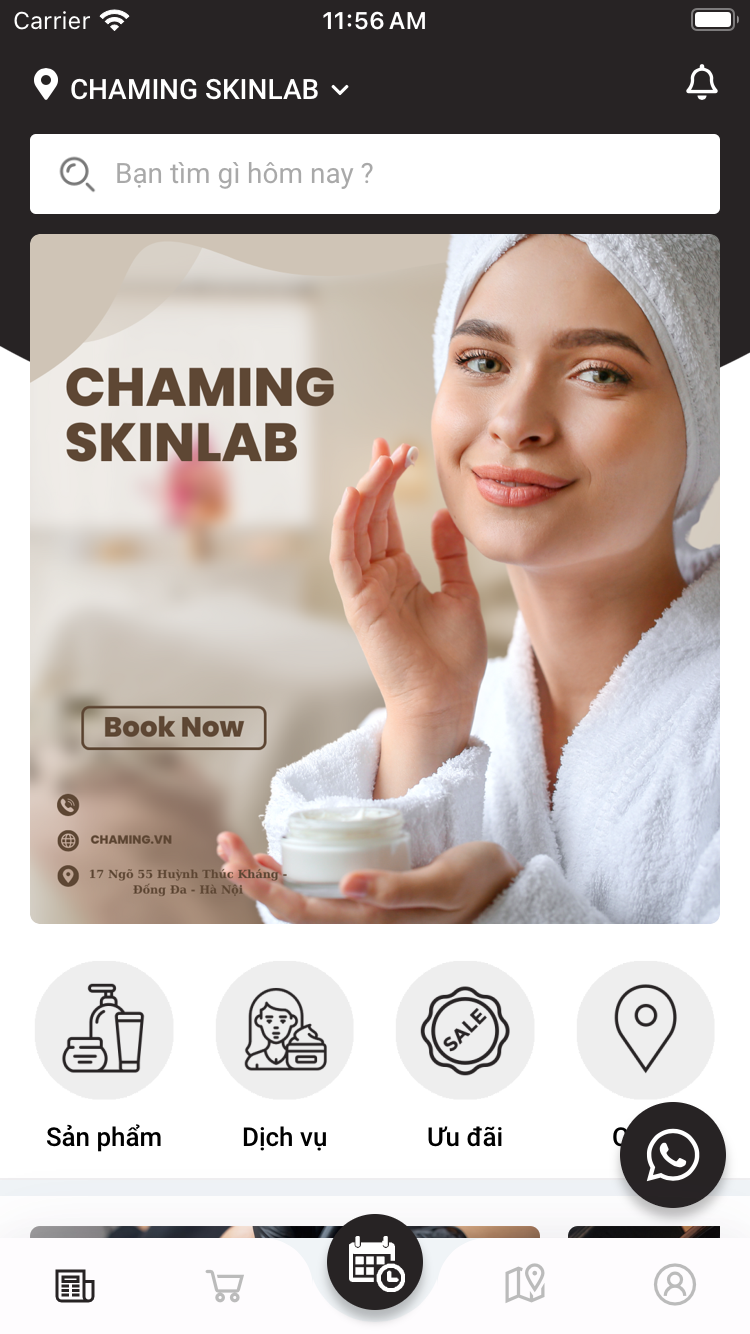 Carrier
11:56 AM
CHAMING SKINLAB
Bạn tìm gì hôm nay ?
CHAMING
SKINLAB
Book Now
CHAMING.VN
17 Ngõ 55 Huỳnh Thúc Kháng -
Đống Đa - Hà Nội
SALE
Sản phẩm
Dịch vụ
Ưu đãi